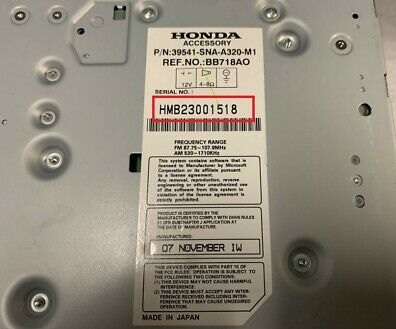 HONDA
ACCESSORY
P/N:39541-SNA-A320-M1
REF.NO.:BB718AO
12V 4-8Ω
SERIAL NO.:
HMB23001518
FREQUENCY RANGE
FM 87.75-107.9MHz
AM 530-1710KHz
This system contains software that is
licensed to Manufacturer by Microsoft
Corporation or its affiliate pursuant to
a license agreement.
Any removal, reproduction, reverse
engineering or other unauthorized use
of the software from this system in
violation of the license agreement is
strictly prohibited.
PRODUCT IS CERTIFIED BY
MANUFACTURER TO COMPLY WITH DHHS RULES
21 CFR SUBCHAPTER J APPLICATION AT
THE DATE OF MANUFACTURE.
MANUFACTURED:
07 NOVEMBER IW
THIS DEVICE COMPLIES WITH PART 15 OF
THE FCC RULES. OPERATION IS SUBJECT TO
THE FOLLOWING TWO CONDITIONS:
(1) THIS DEVICE MAY NOT CAUSE HARMFUL
INTERFERENCE.
(2) THIS DEVICE MUST ACCEPT ANY
INTERFERENCE RECEIVED, INCLUDING
INTERFERENCE THAT MAY CAUSE
UNDESIRED OPERATION.
MADE IN JAPAN